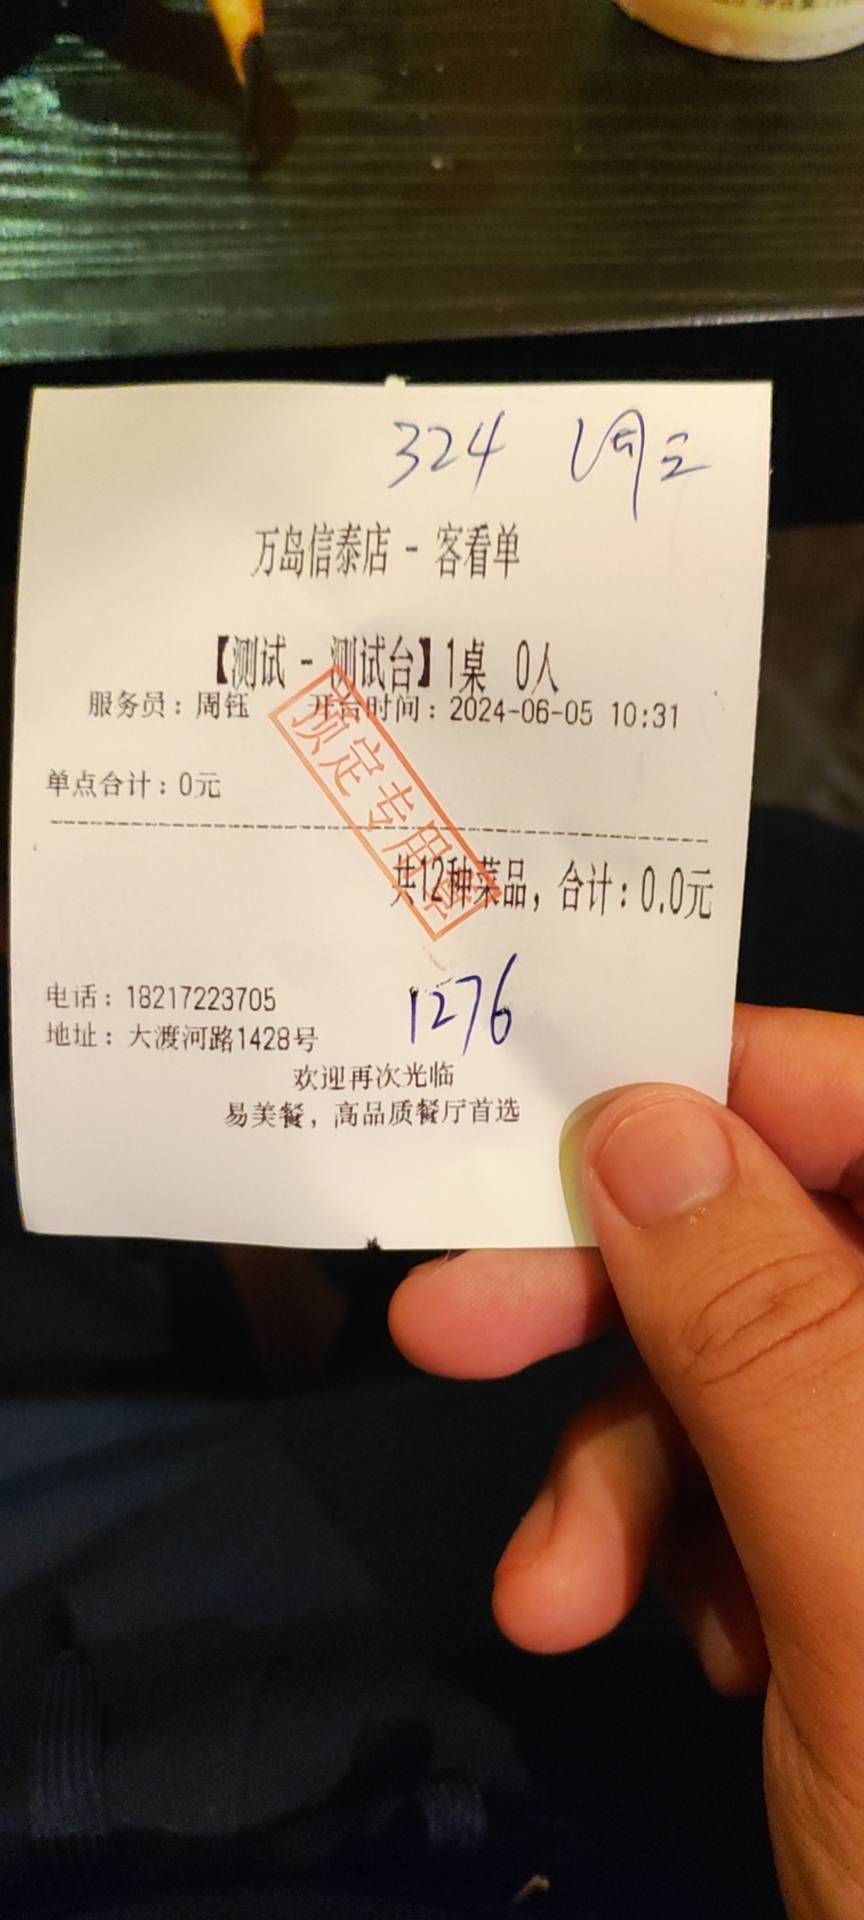 324 周三
万岛信泰店 - 客看单
【测试 - 测试台】1桌 0人
服务员：周钰 开台时间：2024-06-05 10:31
预定专用章
单点合计：0元
共12种菜品，合计：0.0元
1276
电话：18217223705
地址：大渡河路1428号
欢迎再次光临
易美餐，高品质餐厅首选